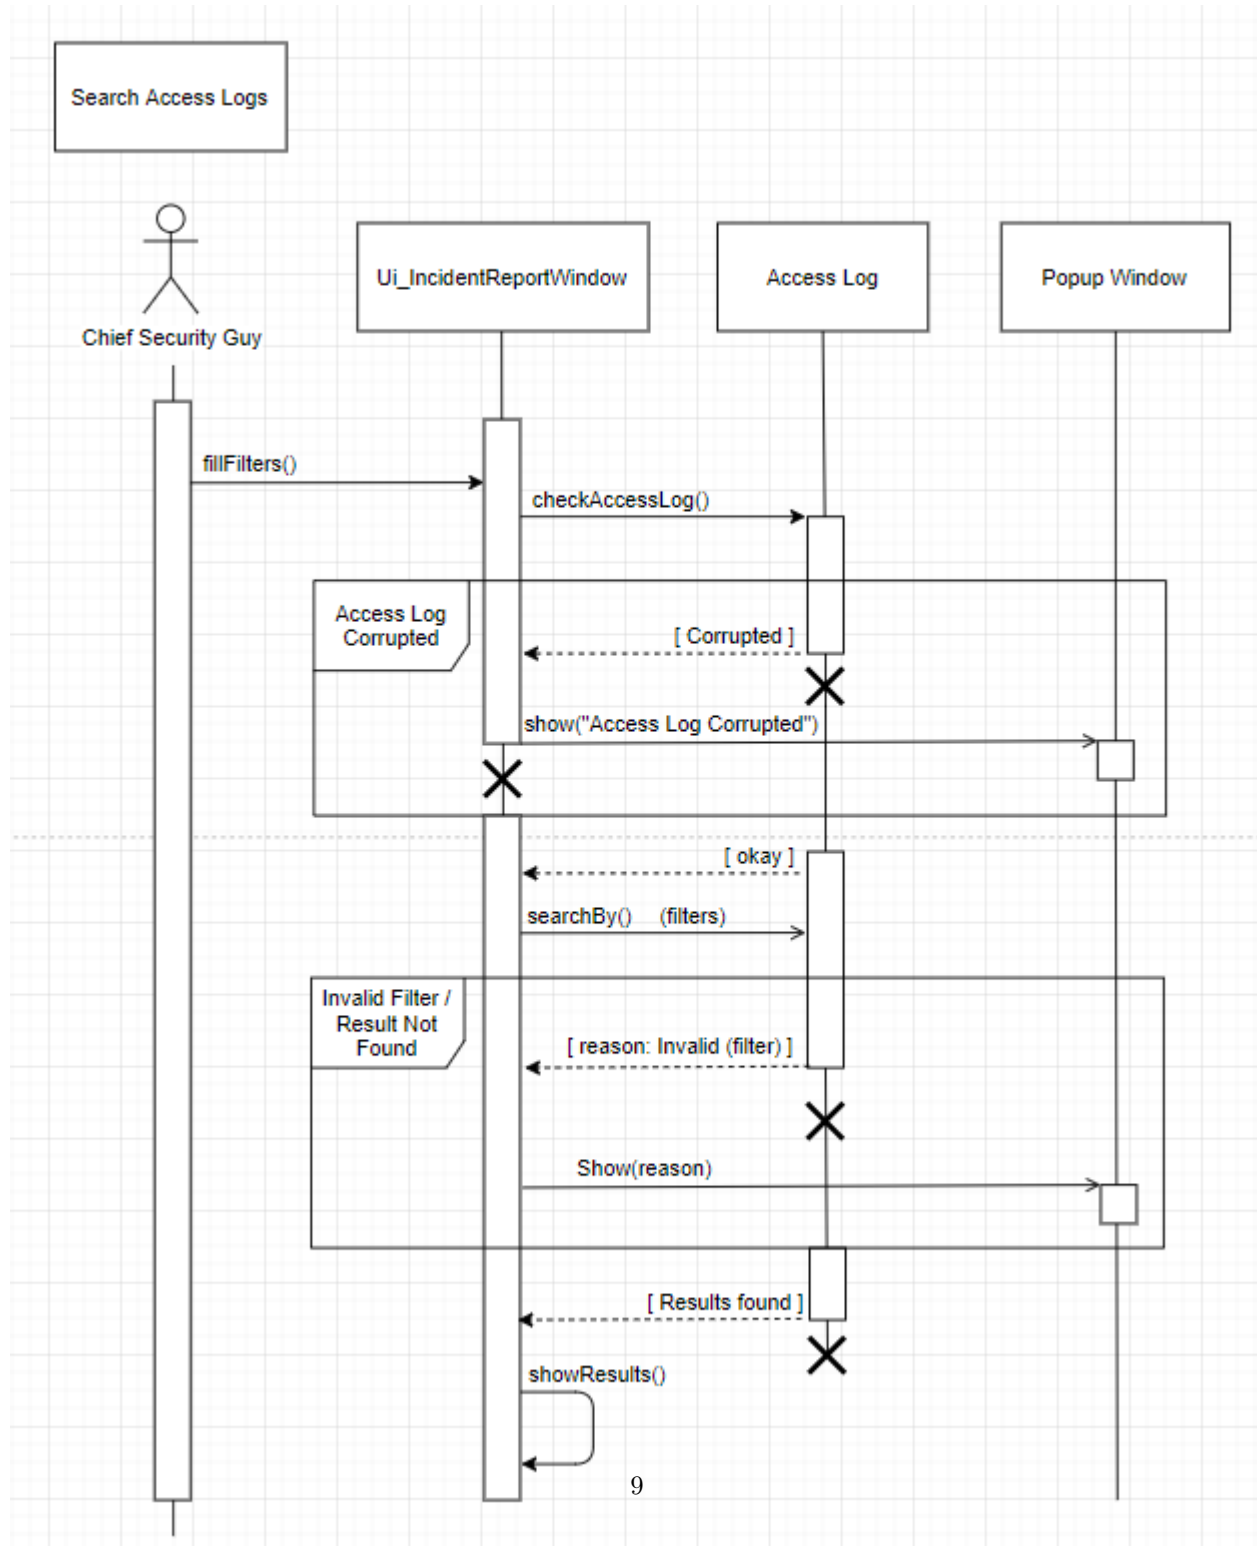 Search Access Logs
Chief Security Guy
Ui_IncidentReportWindow
Access Log
Popup Window
fillFilters()
checkAccessLog()
Access Log
Corrupted
[ Corrupted ]
show("Access Log Corrupted")
[ okay ]
searchBy() (filters)
Invalid Filter /
Result Not
Found
[ reason: Invalid (filter) ]
Show(reason)
[ Results found ]
showResults()
9